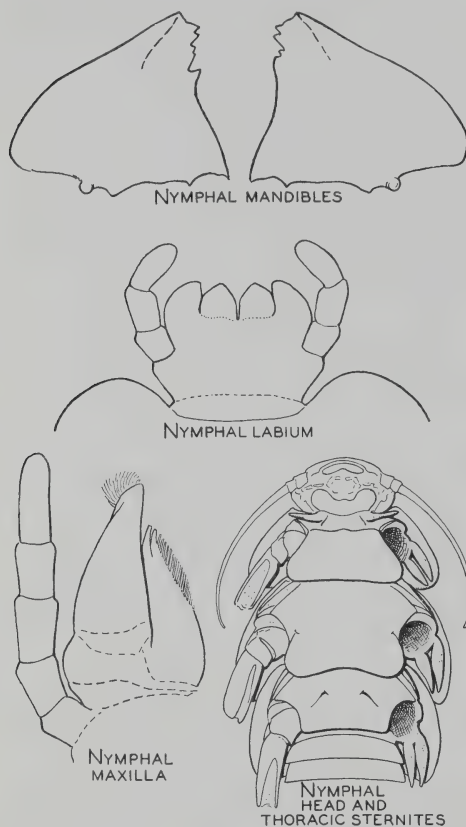 NYMPHAL MANDIBLES
NYMPHAL LABIUM
NYMPHAL
MAXILLA
NYMPHAL
HEAD AND
THORACIC STERNITES